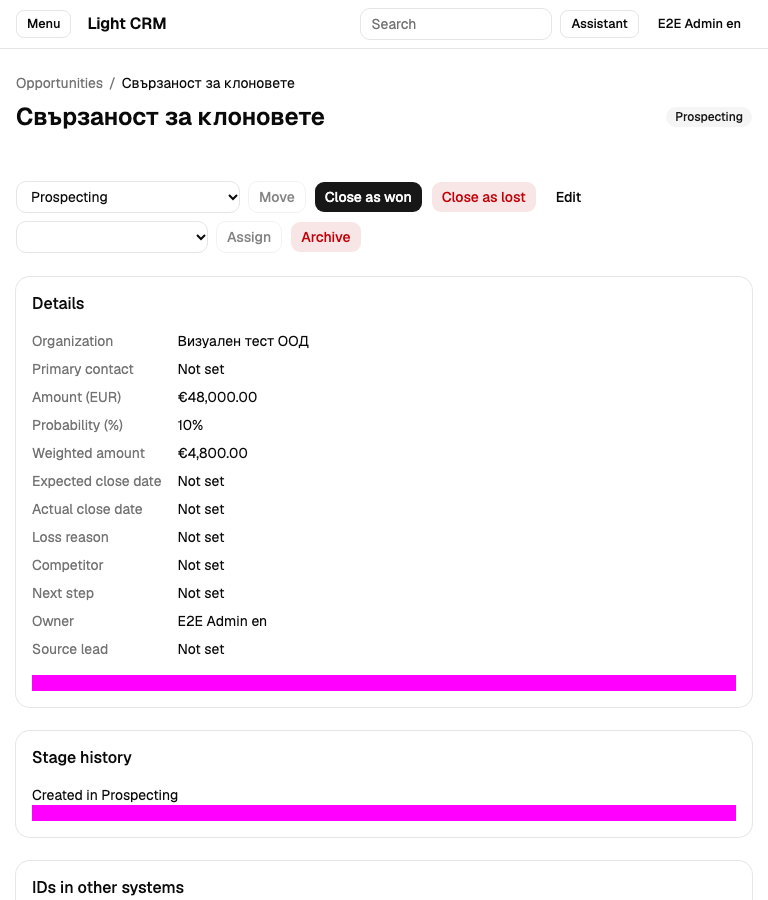 Menu
Light CRM
Search
Assistant
E2E Admin en
Opportunities / Свързаност за клоновете
Свързаност за клоновете
Prospecting
Prospecting
Move
Close as won
Close as lost
Edit
Assign
Archive
Details
Organization Визуален тест ООД
Primary contact Not set
Amount (EUR) €48,000.00
Probability (%) 10%
Weighted amount €4,800.00
Expected close date Not set
Actual close date Not set
Loss reason Not set
Competitor Not set
Next step Not set
Owner E2E Admin en
Source lead Not set
Stage history
Created in Prospecting
IDs in other systems